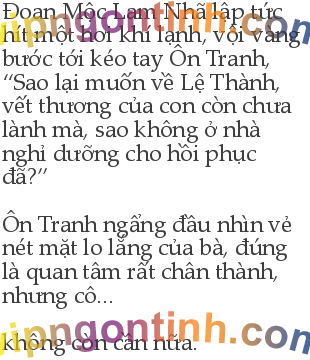 Đoan Mộc Lam Nhã lập tức
hít một hơi khí lạnh, vội vàng
bước tới kéo tay Ôn Tranh,
“Sao lại muốn về Lệ Thành,
vết thương của con còn chưa
lành mà, sao không ở nhà
nghỉ dưỡng cho hồi phục
đã?”
Ôn Tranh ngẩng đầu nhìn vẻ
nét mặt lo lắng của bà, đúng
là quan tâm rất chân thành,
nhưng cô...
không còn cần nữa.
vipngontinh.com
vipngontinh.com